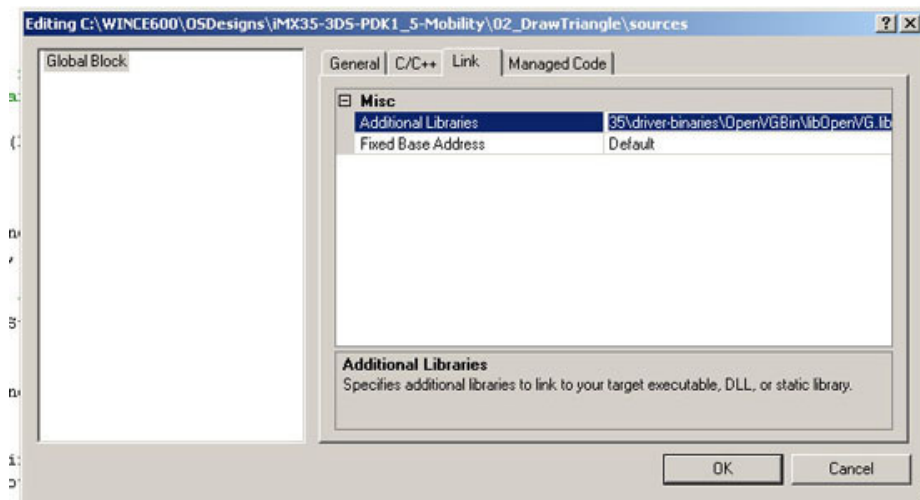 Editing C:\WINCE600\OSDesigns\iMX35-3DS-PDK1_5-Mobility\02_DrawTriangle\sources
Global Block
General C/C++ Link Managed Code
Misc
Additional Libraries 35\driver-binaries\OpenVGBin\libOpenVG.lib
Fixed Base Address Default
Additional Libraries
Specifies additional libraries to link to your target executable, DLL, or static library.
OK Cancel